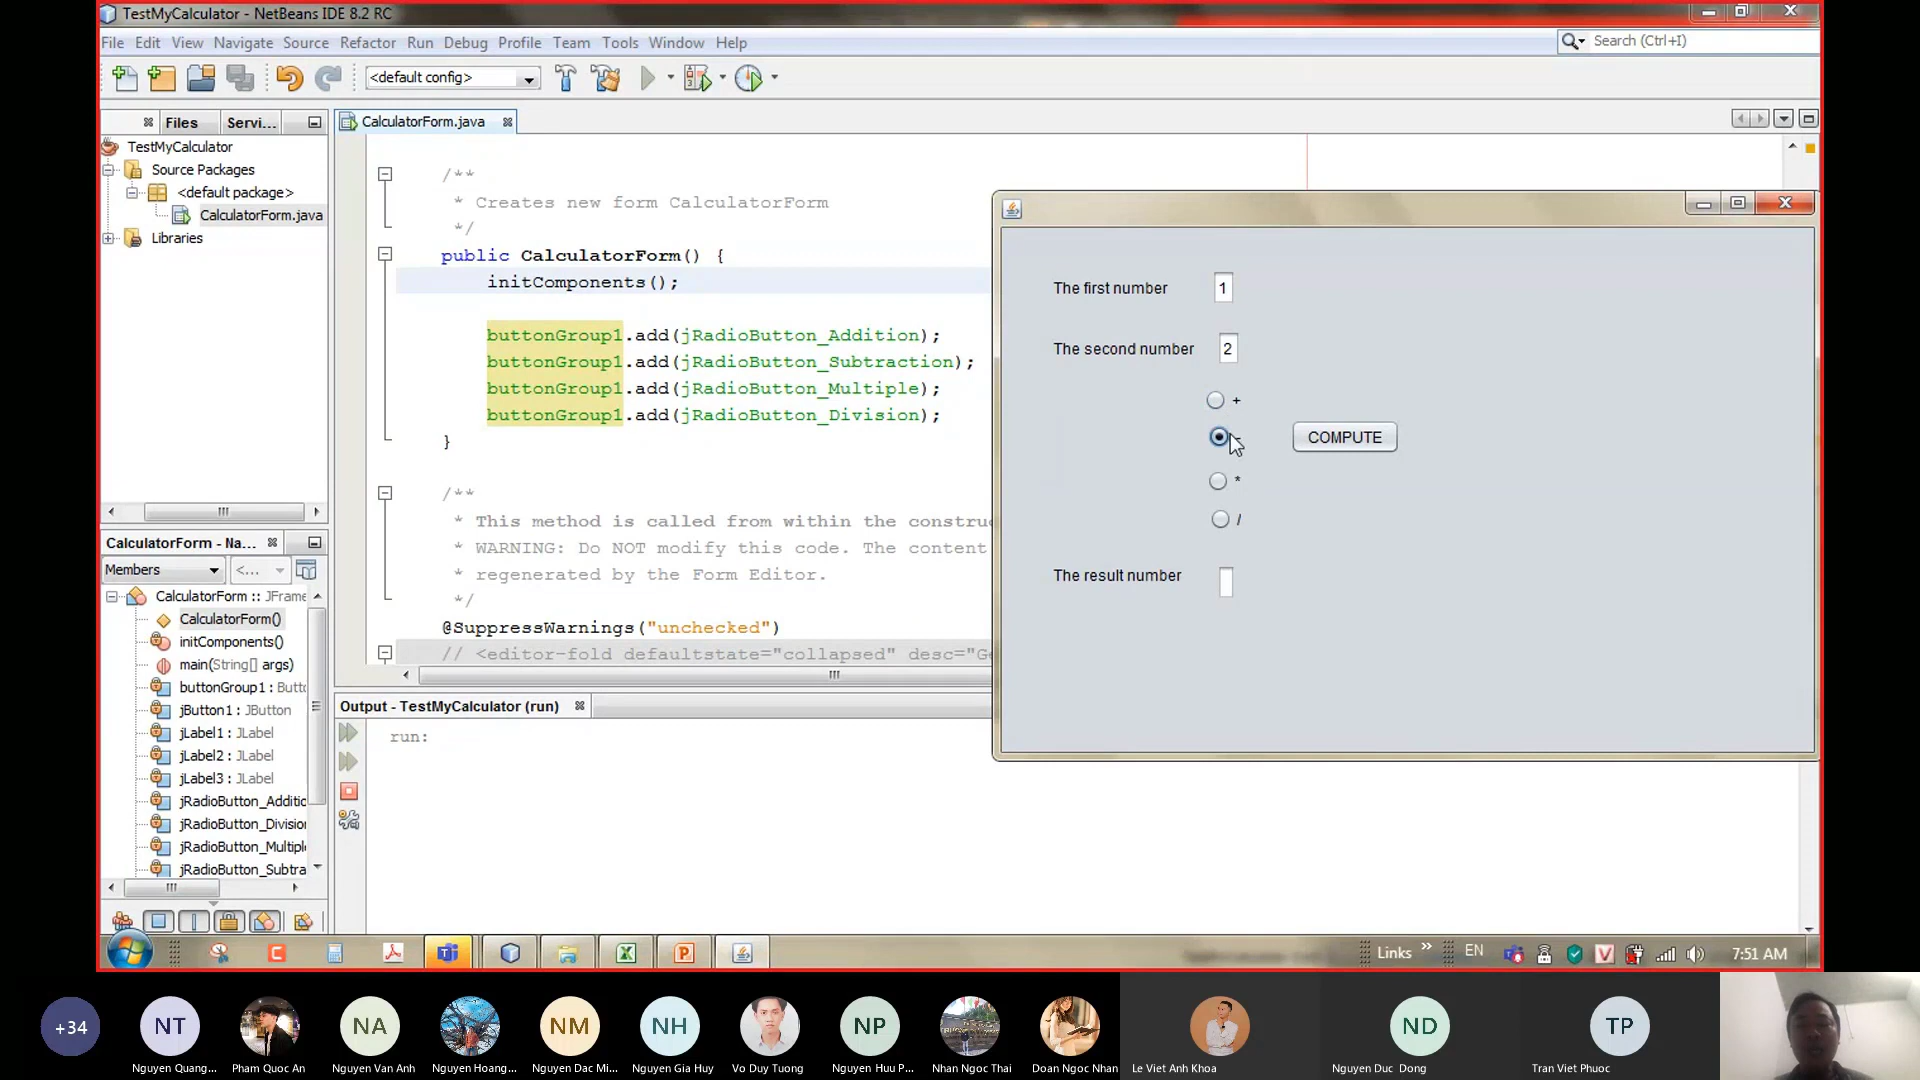 TestMyCalculator - NetBeans IDE 8.2 RC
File Edit View Navigate Source Refactor Run Debug Profile Team Tools Window Help
Search (Ctrl+I)
<default config>
Files
Servi...
CalculatorForm.java
TestMyCalculator
Source Packages
<default package>
CalculatorForm.java
Libraries
/**
* Creates new form CalculatorForm
*/
public CalculatorForm() {
initComponents();
buttonGroup1.add(jRadioButton_Addition);
buttonGroup1.add(jRadioButton_Subtraction);
buttonGroup1.add(jRadioButton_Multiple);
buttonGroup1.add(jRadioButton_Division);
}
/**
* This method is called from within the constru
* WARNING: Do NOT modify this code. The content
* regenerated by the Form Editor.
*/
@SuppressWarnings("unchecked")
// <editor-fold defaultstate="collapsed" desc="G
The first number 1
The second number 2
+
-
COMPUTE
*
/
The result number
CalculatorForm - Na...
Members
<...
CalculatorForm :: JFrame
CalculatorForm()
initComponents()
main(String[] args)
buttonGroup1 : Butt
jButton1 : JButton
jLabel1 : JLabel
jLabel2 : JLabel
jLabel3 : JLabel
jRadioButton_Additic
jRadioButton_Division
jRadioButton_Multipl
jRadioButton_Subtra
Output - TestMyCalculator (run)
run:
Links
EN
7:51 AM
+34
NT
NA
NM
NH
NP
ND
TP
Nguyen Quang...
Pham Quoc An
Nguyen Van Anh
Nguyen Hoang...
Nguyen Dac Mi...
Nguyen Gia Huy
Vo Duy Tuong
Nguyen Huu P...
Nhan Ngoc Thai
Doan Ngoc Nhan
Le Viet Anh Khoa
Nguyen Duc Dong
Tran Viet Phuoc